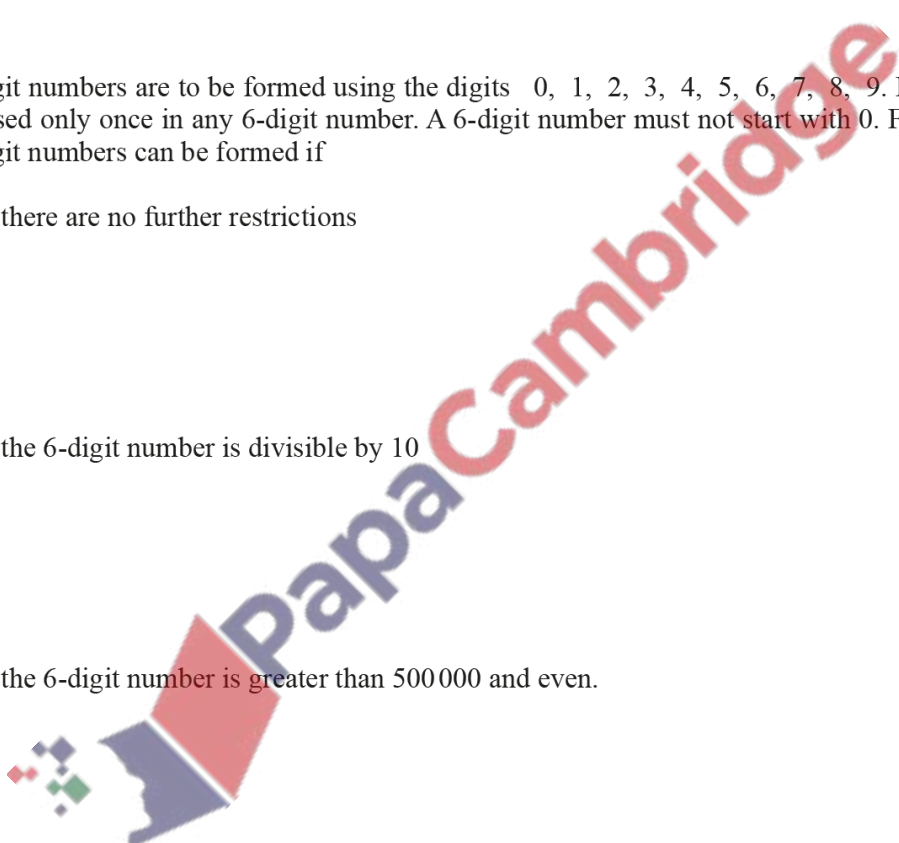 git numbers are to be formed using the digits 0, 1, 2, 3, 4, 5, 6, 7, 8, 9.
sed only once in any 6-digit number. A 6-digit number must not start with 0. F
git numbers can be formed if
there are no further restrictions
the 6-digit number is divisible by 10
the 6-digit number is greater than 500 000 and even.
PapaCambridge